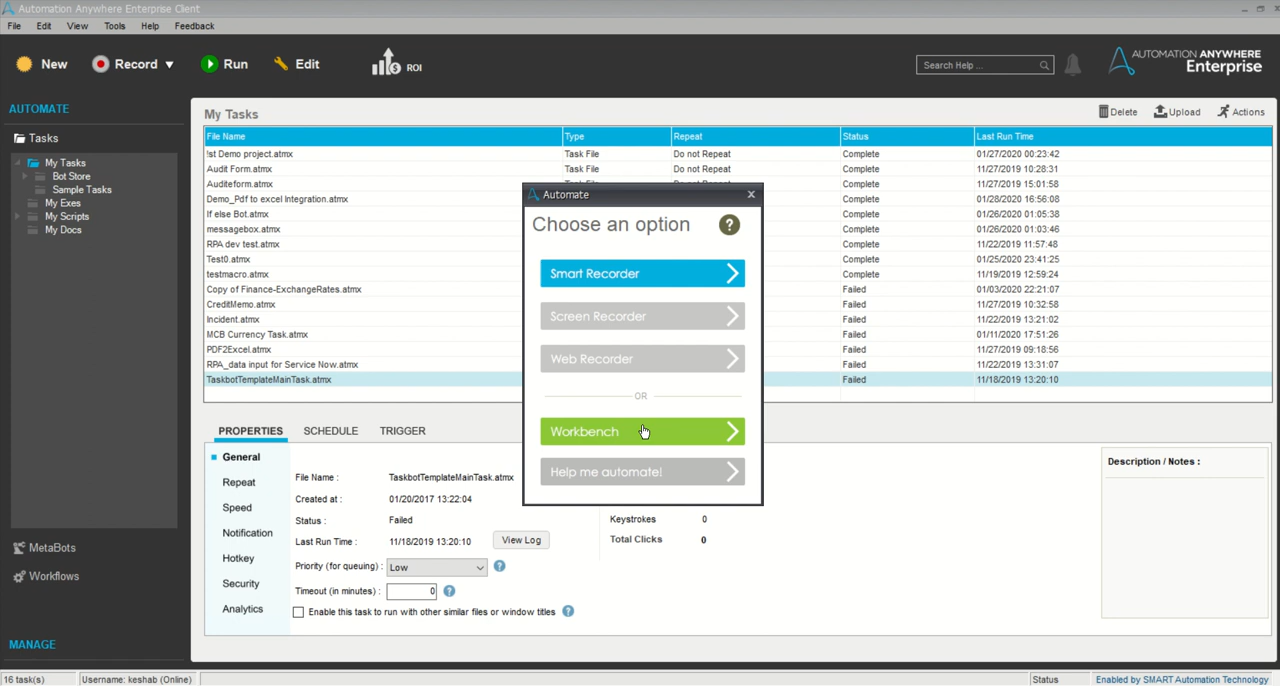 Automation Anywhere Enterprise Client
File Edit View Tools Help Feedback
New Record Run Edit ROI
Search Help ...
AUTOMATION ANYWHERE
Enterprise
AUTOMATE
Tasks
My Tasks
Bot Store
Sample Tasks
My Exes
My Scripts
My Docs
MetaBots
Workflows
MANAGE
My Tasks
Delete Upload Actions
File Name Type Repeat Status Last Run Time
!st Demo project.atmx Task File Do not Repeat Complete 01/27/2020 00:23:42
Audit Form.atmx Task File Do not Repeat Complete 11/27/2019 10:28:31
Auditeform.atmx Complete 11/27/2019 15:01:58
Demo_Pdf to excel Integration.atmx Complete 01/28/2020 16:56:08
If else Bot.atmx Complete 01/26/2020 01:05:38
messagebox.atmx Complete 01/26/2020 01:03:46
RPA dev test.atmx Complete 11/22/2019 11:57:48
Test0.atmx Complete 01/25/2020 23:41:25
testmacro.atmx Complete 11/19/2019 12:59:24
Copy of Finance-ExchangeRates.atmx Failed 01/03/2020 22:21:07
CreditMemo.atmx Failed 11/27/2019 10:32:58
Incident.atmx Failed 11/22/2019 13:21:02
MCB Currency Task.atmx Failed 01/11/2020 17:51:26
PDF2Excel.atmx Failed 11/27/2019 09:18:56
RPA_data input for Service Now.atmx Failed 11/22/2019 13:31:07
TaskbotTemplateMainTask.atmx Failed 11/18/2019 13:20:10
Automate
Choose an option ?
Smart Recorder
Screen Recorder
Web Recorder
OR
Workbench
Help me automate!
PROPERTIES SCHEDULE TRIGGER
General
Repeat
Speed
Notification
Hotkey
Security
Analytics
File Name : TaskbotTemplateMainTask.atmx
Created at : 01/20/2017 13:22:04
Status : Failed
Last Run Time : 11/18/2019 13:20:10 View Log
Priority (for queuing) : Low ?
Timeout (in minutes) : 0 ?
Enable this task to run with other similar files or window titles ?
Keystrokes 0
Total Clicks 0
Description / Notes :
16 task(s) Username: keshab (Online) Status Enabled by SMART Automation Technology